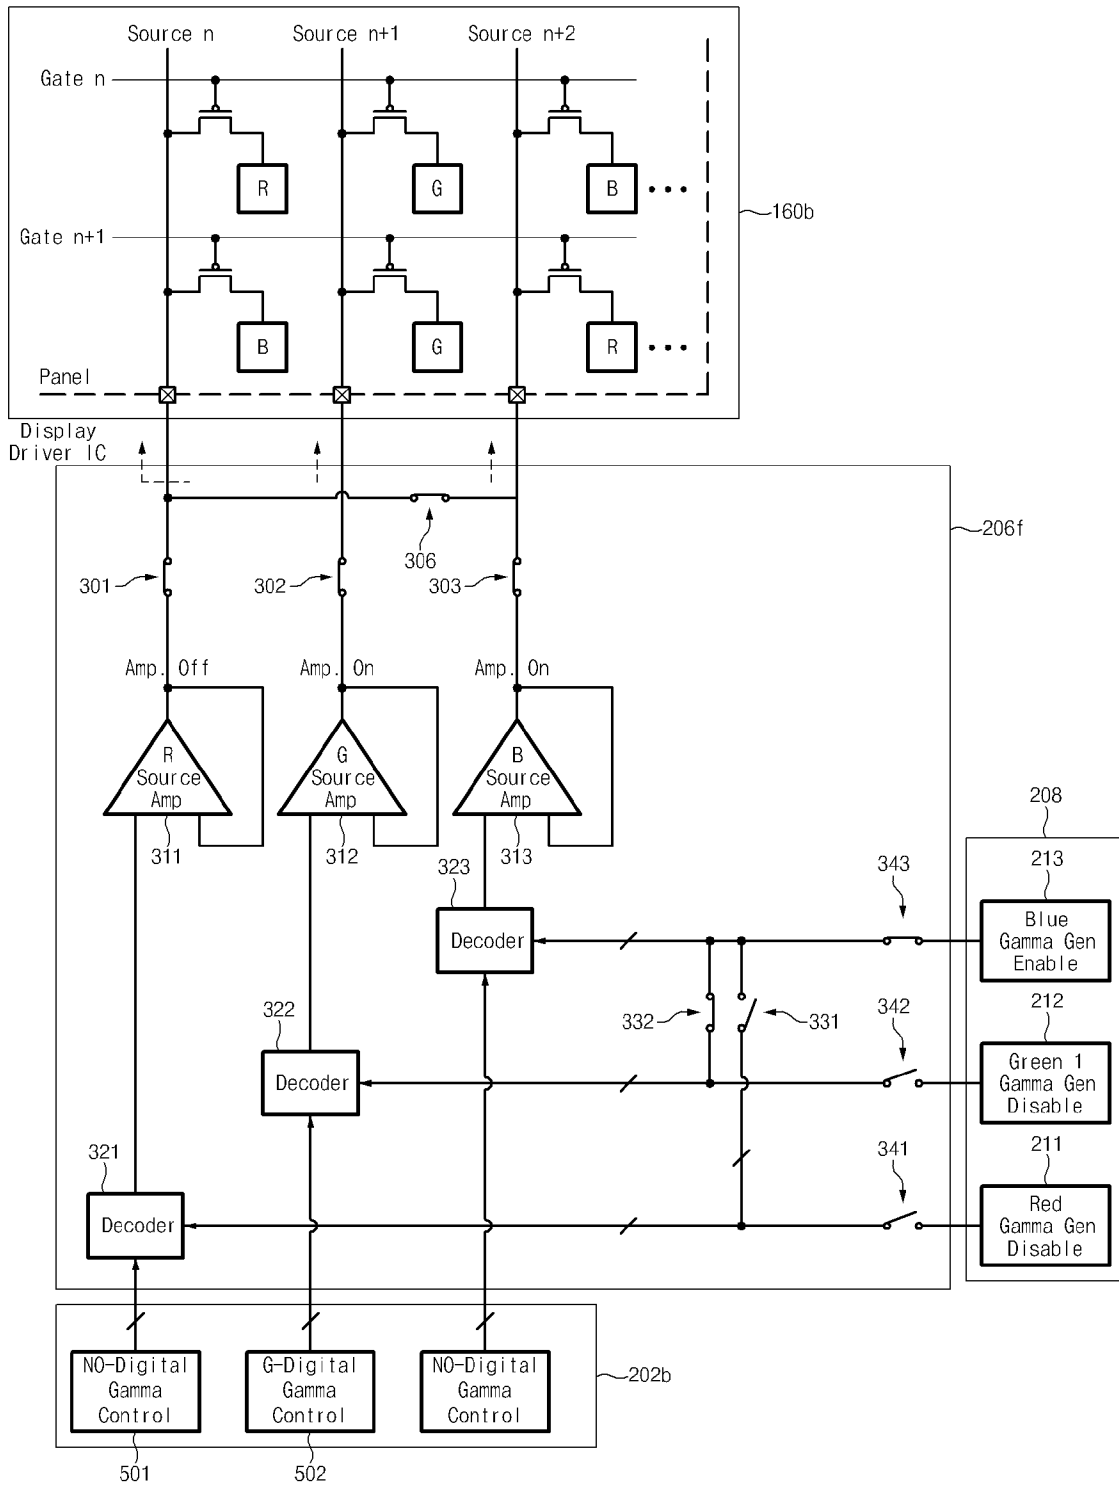 Source n
Source n+1
Source n+2
Gate n
R
G
B
160b
Gate n+1
B
G
R
Panel
Display
Driver IC
206f
306
301
302
303
Amp. Off
Amp. On
Amp. On
R
Source
Amp
G
Source
Amp
B
Source
Amp
311
312
313
208
323
343
213
Decoder
Blue
Gamma Gen
Enable
322
332
331
342
212
Decoder
Green 1
Gamma Gen
Disable
321
341
211
Decoder
Red
Gamma Gen
Disable
NO-Digital
Gamma
Control
G-Digital
Gamma
Control
NO-Digital
Gamma
Control
202b
501
502